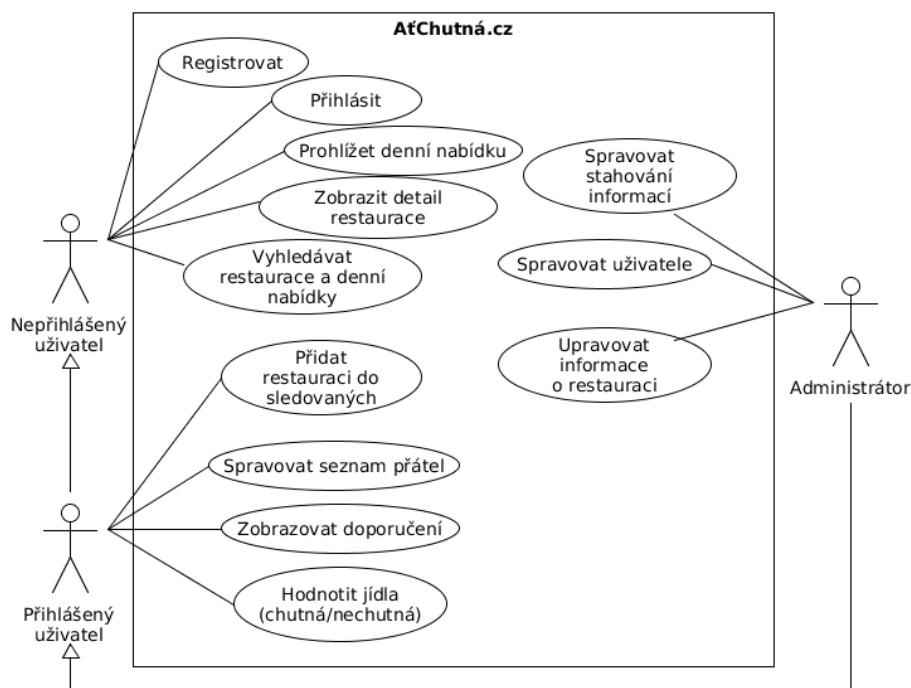 AťChutná.cz
Registrovat
Přihlásit
Prohlížet denní nabídku
Zobrazit detail
restaurace
Vyhledávat
restaurace a denní
nabídky
Spravovat
stahování
informací
Spravovat uživatele
Upravovat
informace
o restauraci
Nepřihlášený
uživatel
Administrátor
Přidat
restauraci do
sledovaných
Spravovat seznam přátel
Zobrazovat doporučení
Hodnotit jídla
(chutná/nechutná)
Přihlášený
uživatel